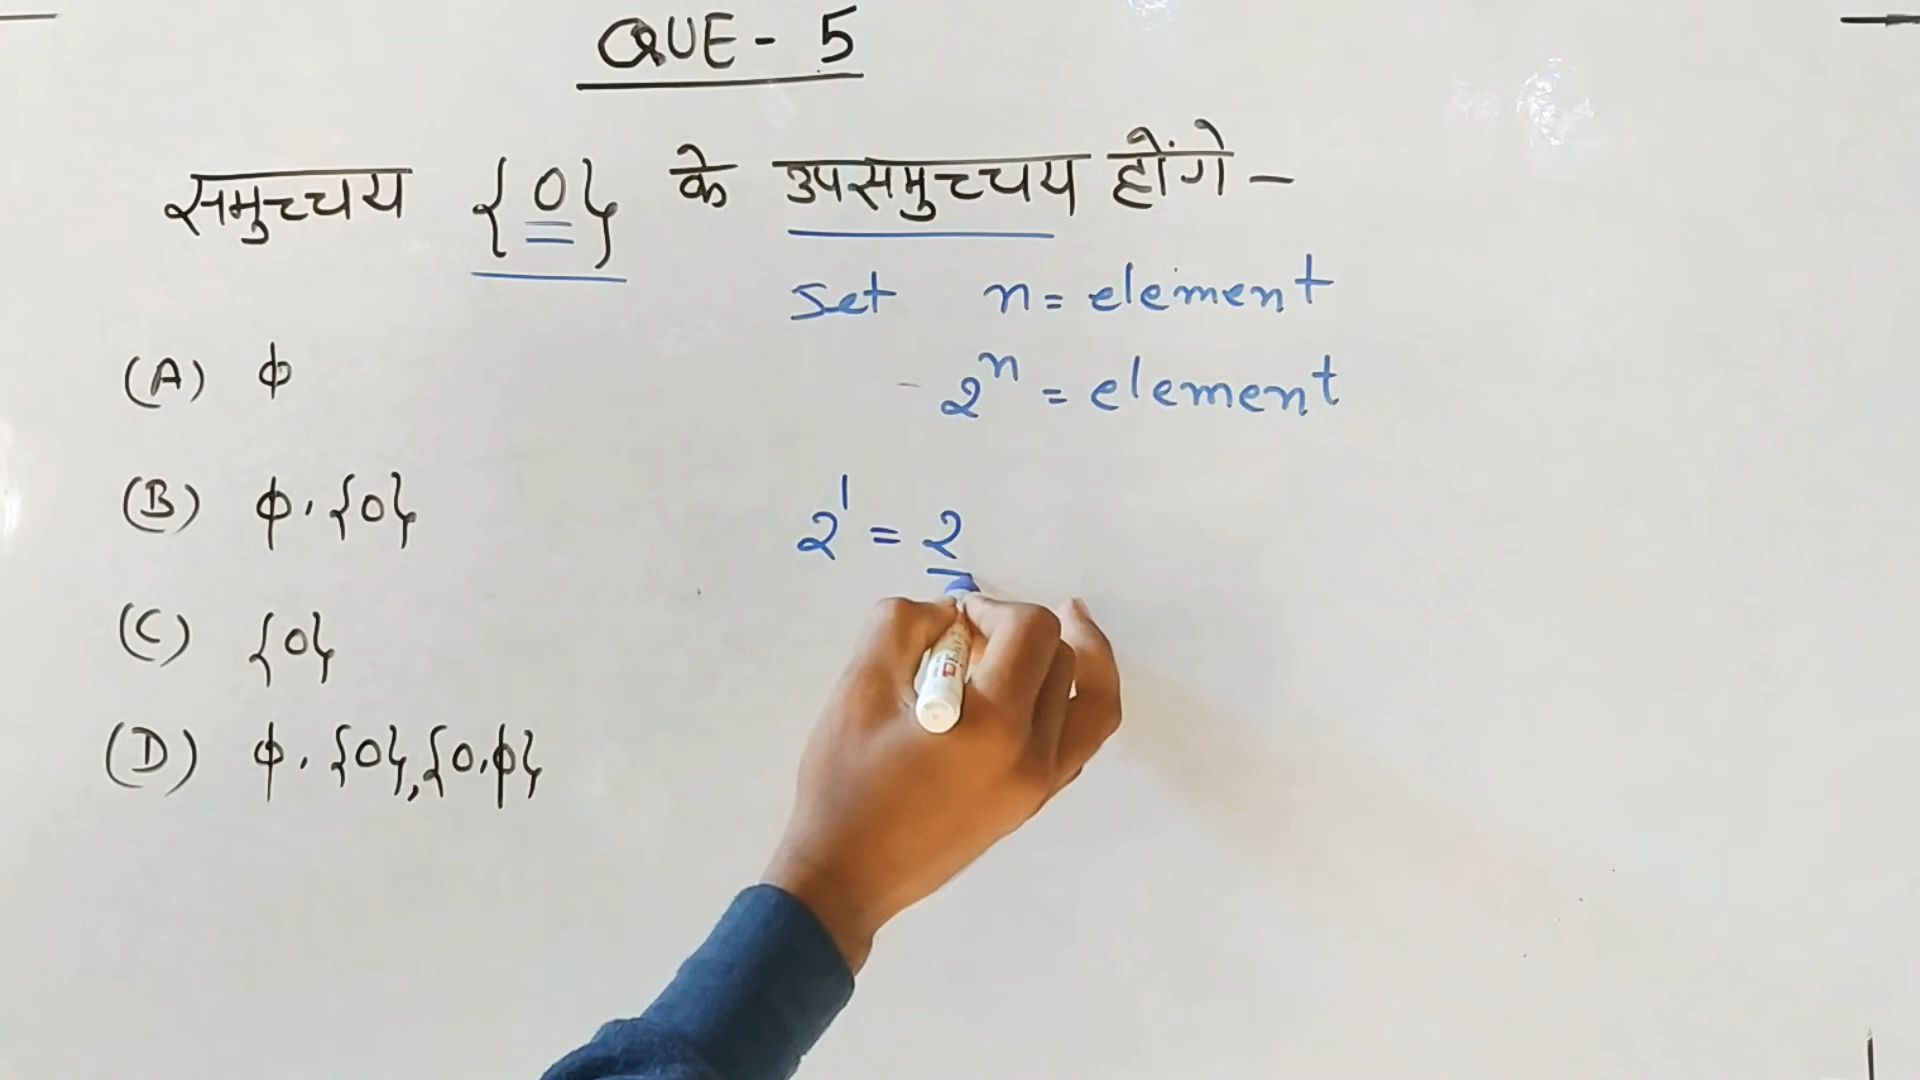 QUE - 5
समुच्चय {0} के उपसमुच्चय होंगे -
set n = element
2ⁿ = element
(A) ϕ
(B) ϕ, {0}
2¹ = 2
(C) {0}
(D) ϕ, {0}, {0, ϕ}